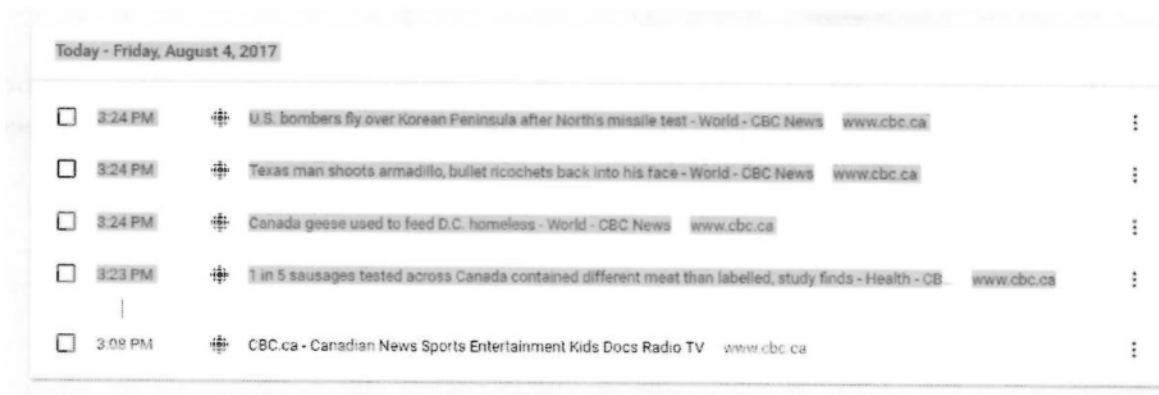 Today - Friday, August 4, 2017
3:24 PM U.S. bombers fly over Korean Peninsula after North's missile test - World - CBC News www.cbc.ca
3:24 PM Texas man shoots armadillo, bullet ricochets back into his face - World - CBC News www.cbc.ca
3:24 PM Canada geese used to feed D.C. homeless - World - CBC News www.cbc.ca
3:23 PM 1 in 5 sausages tested across Canada contained different meat than labelled, study finds - Health - CB... www.cbc.ca
3:08 PM CBC.ca - Canadian News Sports Entertainment Kids Docs Radio TV www.cbc.ca